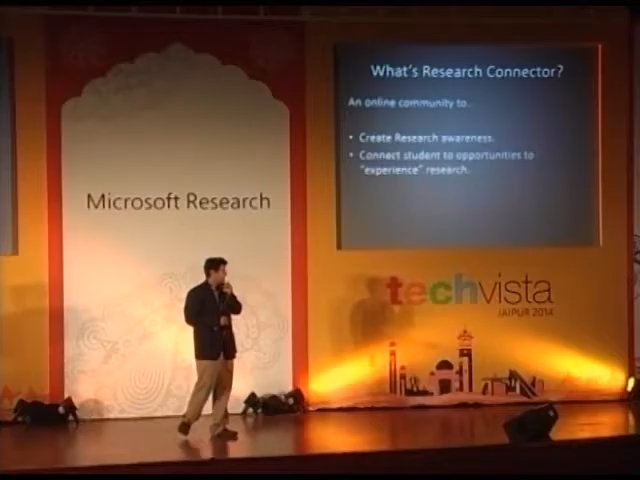 What's Research Connector?
An online community to...
• Create Research awareness.
• Connect student to opportunities to
"experience" research.
Microsoft Research
techvista
JAIPUR 2014